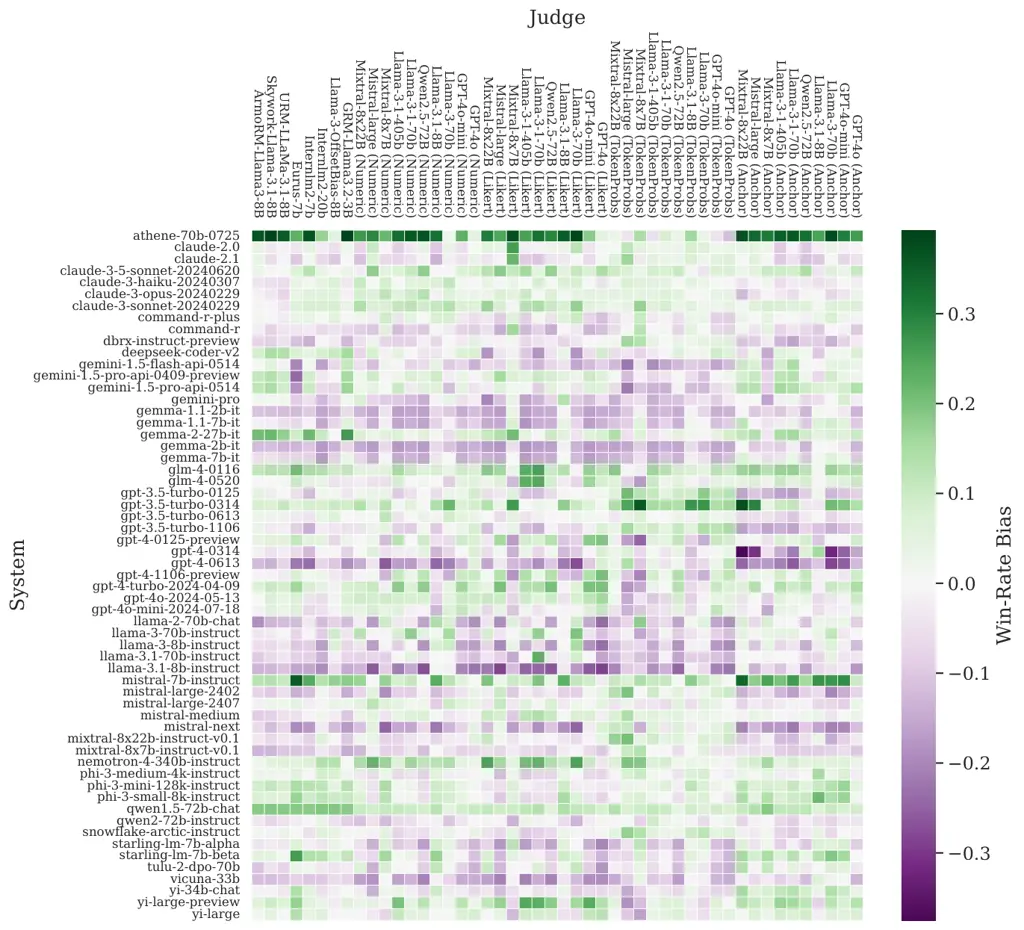 Judge
ArmoRM-Llama3-8B
Skywork-Llama-3.1-8B
URM-LLaMa-3.1-8B
Eurus-7b
Internlm2-7b
Internlm2-20b
Llama-3-OffsetBias-8B
GRM-Llama3.2-3B
Mixtral-8x22B (Numeric)
Mistral-large (Numeric)
Mixtral-8x7B (Numeric)
Llama-3-1-405b (Numeric)
Llama-3-1-70b (Numeric)
Qwen2.5-72B (Numeric)
Llama-3.1-8B (Numeric)
Llama-3-70b (Numeric)
GPT-4o-mini (Numeric)
GPT-4o (Numeric)
Mixtral-8x22B (Likert)
Mistral-large (Likert)
Mixtral-8x7B (Likert)
Llama-3-1-405b (Likert)
Llama-3-1-70b (Likert)
Qwen2.5-72B (Likert)
Llama-3.1-8B (Likert)
Llama-3-70b (Likert)
GPT-4o-mini (Likert)
GPT-4o (Likert)
Mixtral-8x22B (TokenProbs)
Mistral-large (TokenProbs)
Mixtral-8x7B (TokenProbs)
Llama-3-1-405b (TokenProbs)
Llama-3-1-70b (TokenProbs)
Qwen2.5-72B (TokenProbs)
Llama-3.1-8B (TokenProbs)
Llama-3-70b (TokenProbs)
GPT-4o-mini (TokenProbs)
GPT-4o (TokenProbs)
Mixtral-8x22B (Anchor)
Mistral-large (Anchor)
Mixtral-8x7B (Anchor)
Llama-3-1-405b (Anchor)
Llama-3-1-70b (Anchor)
Qwen2.5-72B (Anchor)
Llama-3.1-8B (Anchor)
Llama-3-70b (Anchor)
GPT-4o-mini (Anchor)
GPT-4o (Anchor)
System
athene-70b-0725
claude-2.0
claude-2.1
claude-3-5-sonnet-20240620
claude-3-haiku-20240307
claude-3-opus-20240229
claude-3-sonnet-20240229
command-r-plus
command-r
dbrx-instruct-preview
deepseek-coder-v2
gemini-1.5-flash-api-0514
gemini-1.5-pro-api-0409-preview
gemini-1.5-pro-api-0514
gemini-pro
gemma-1.1-2b-it
gemma-1.1-7b-it
gemma-2-27b-it
gemma-2b-it
gemma-7b-it
glm-4-0116
glm-4-0520
gpt-3.5-turbo-0125
gpt-3.5-turbo-0314
gpt-3.5-turbo-0613
gpt-3.5-turbo-1106
gpt-4-0125-preview
gpt-4-0314
gpt-4-0613
gpt-4-1106-preview
gpt-4-turbo-2024-04-09
gpt-4o-2024-05-13
gpt-4o-mini-2024-07-18
llama-2-70b-chat
llama-3-70b-instruct
llama-3-8b-instruct
llama-3.1-70b-instruct
llama-3.1-8b-instruct
mistral-7b-instruct
mistral-large-2402
mistral-large-2407
mistral-medium
mistral-next
mixtral-8x22b-instruct-v0.1
mixtral-8x7b-instruct-v0.1
nemotron-4-340b-instruct
phi-3-medium-4k-instruct
phi-3-mini-128k-instruct
phi-3-small-8k-instruct
qwen1.5-72b-chat
qwen2-72b-instruct
snowflake-arctic-instruct
starling-lm-7b-alpha
starling-lm-7b-beta
tulu-2-dpo-70b
vicuna-33b
yi-34b-chat
yi-large-preview
yi-large
0.3
0.2
0.1
0.0
−0.1
−0.2
−0.3
Win-Rate Bias